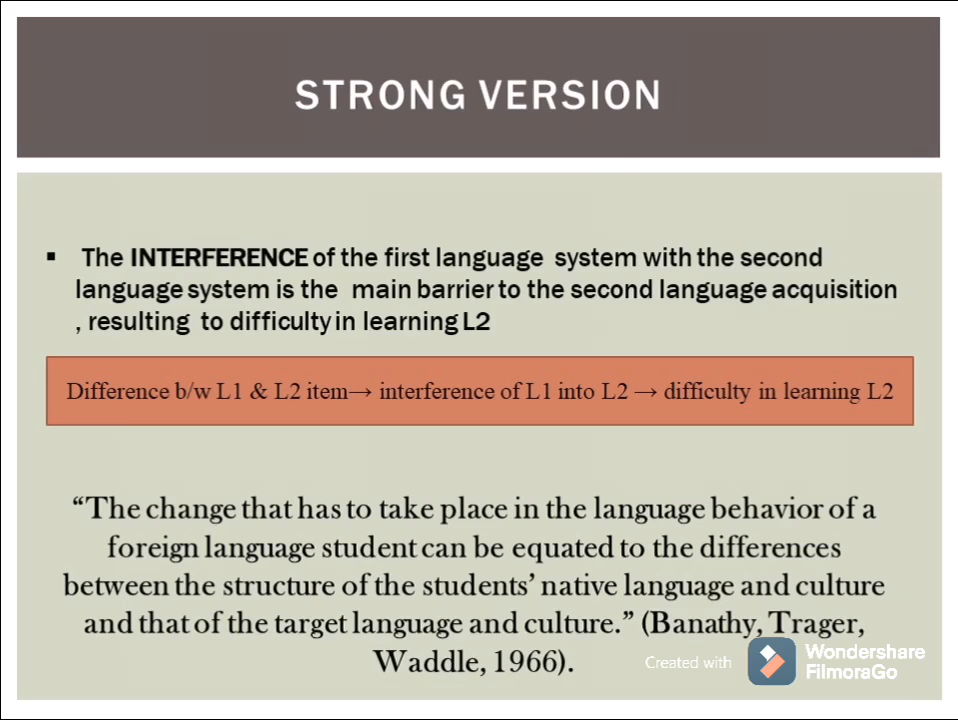 STRONG VERSION
▪ The INTERFERENCE of the first language system with the second
language system is the main barrier to the second language acquisition
, resulting to difficulty in learning L2
Difference b/w L1 & L2 item→ interference of L1 into L2 → difficulty in learning L2
“The change that has to take place in the language behavior of a
foreign language student can be equated to the differences
between the structure of the students’ native language and culture
and that of the target language and culture.” (Banathy, Trager,
Waddle, 1966).
Created with Wondershare
FilmoraGo